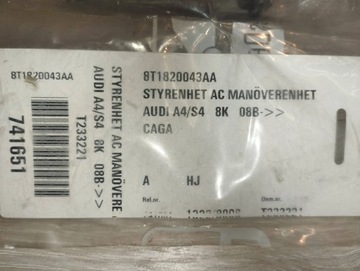 8T1820043AA
STYRENHET AC MANÖVERENHET
AUDI A4/S4 8K 08B->>
CAGA
A HJ
Ref.nr.
T233221
8T1820043AA
741651
T233221
AUDI A4/S4 8K 08B->>
STYRENHET AC MANÖVERE